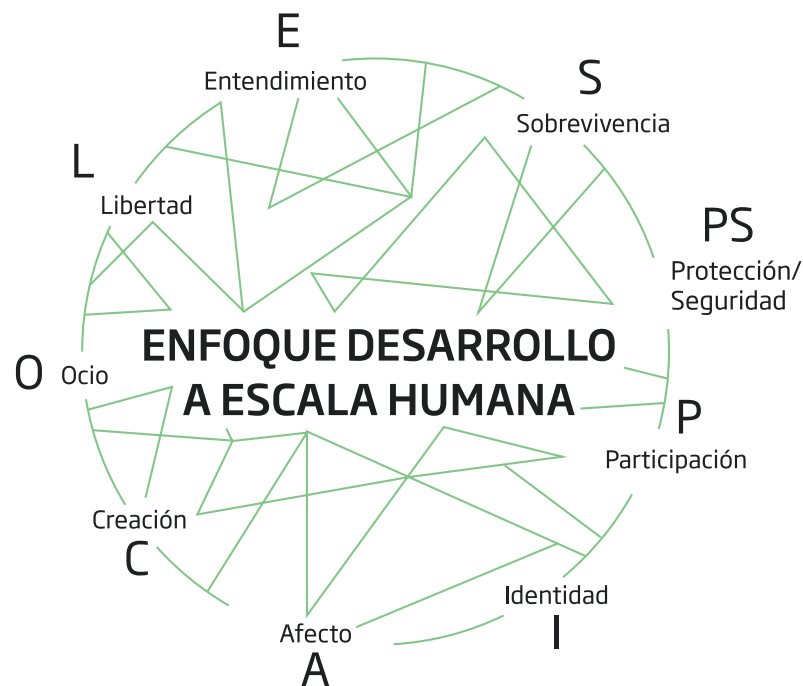 E
Entendimiento
S
Sobrevivencia
L
Libertad
PS
Protección/
Seguridad
ENFOQUE DESARROLLO
A ESCALA HUMANA
O Ocio
P
Participación
Creación
C
Identidad
I
Afecto
A